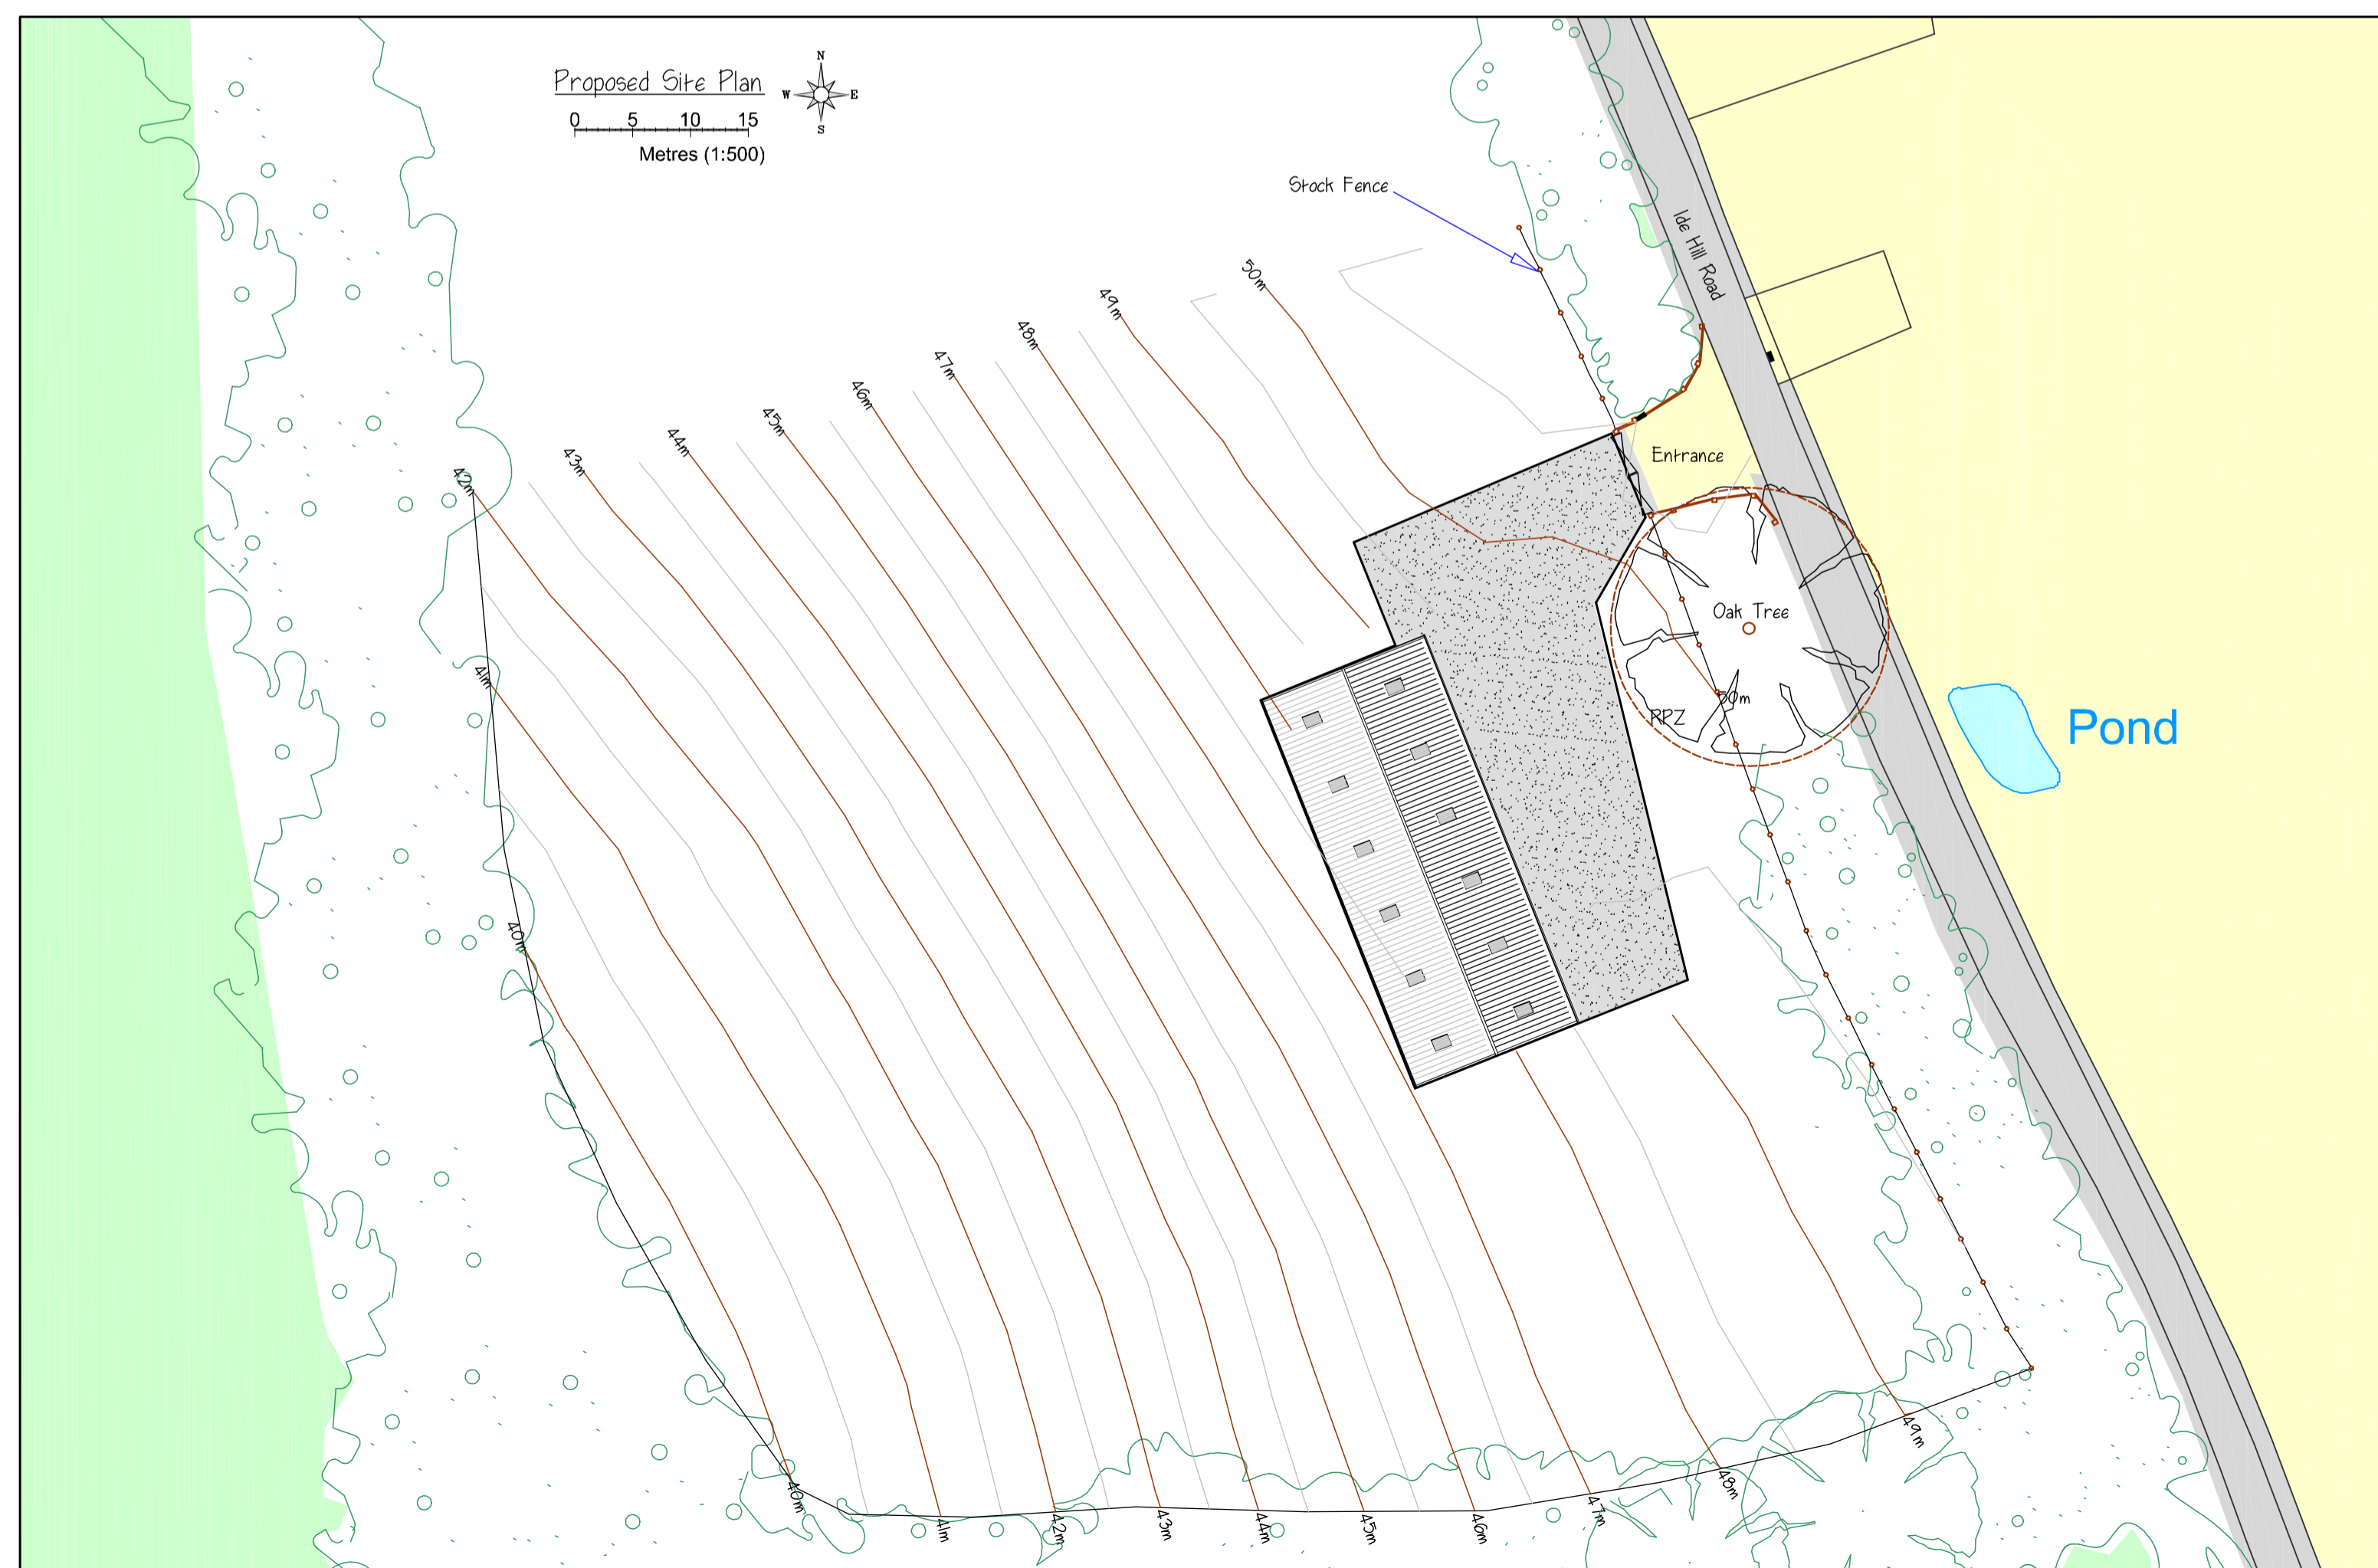 Proposed Site Plan
N
W E
S
0 5 10 15
Metres (1:500)
Stock Fence
Ide Hill Road
50m
49m
48m
47m
46m
45m
44m
43m
42m
41m
40m
Entrance
Oak Tree
50m
RPZ
Pond
40m
41m
42m
43m
44m
45m
46m
47m
48m
49m